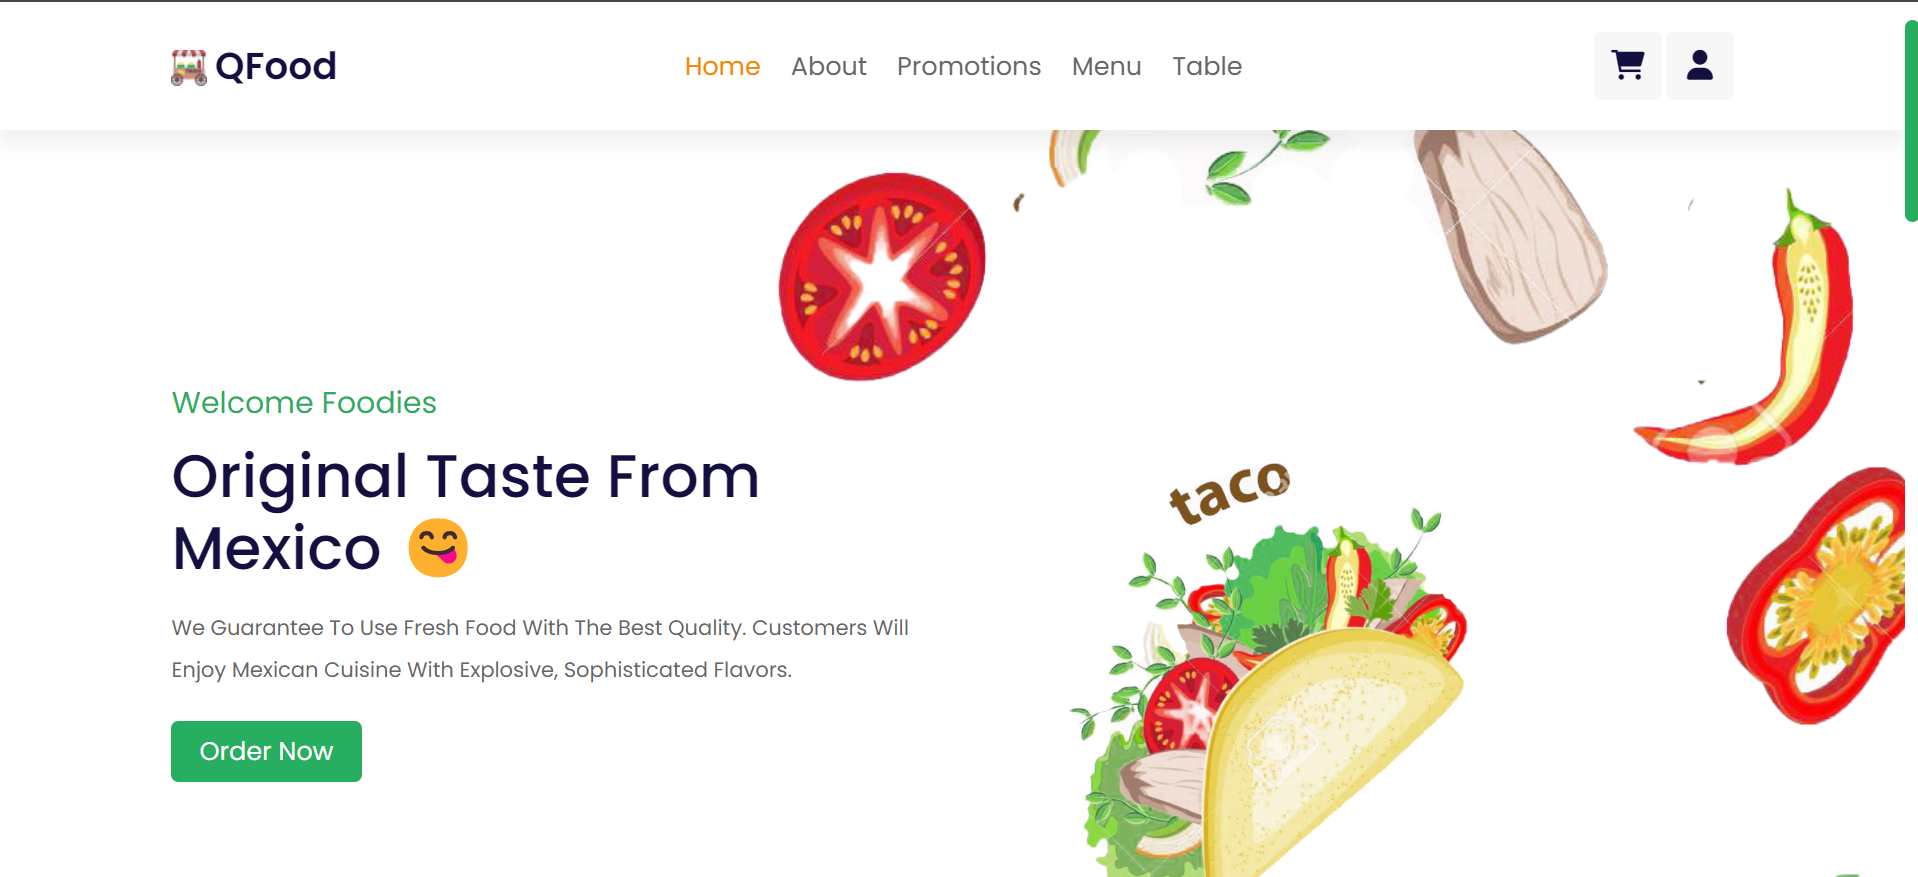 QFood
Home About Promotions Menu Table
Welcome Foodies
Original Taste From
Mexico 😋
We Guarantee To Use Fresh Food With The Best Quality. Customers Will
Enjoy Mexican Cuisine With Explosive, Sophisticated Flavors.
Order Now
taco